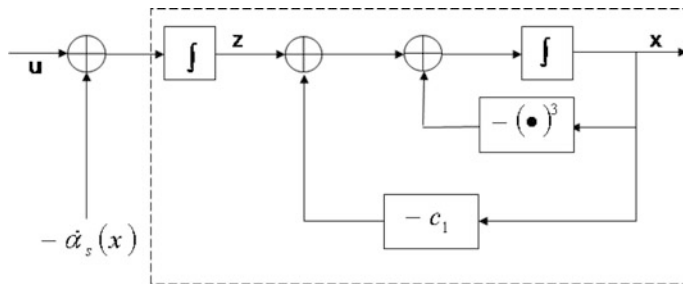 u
∫
z
∫
x
− (•)³
− c₁
− α̇ₛ(x)